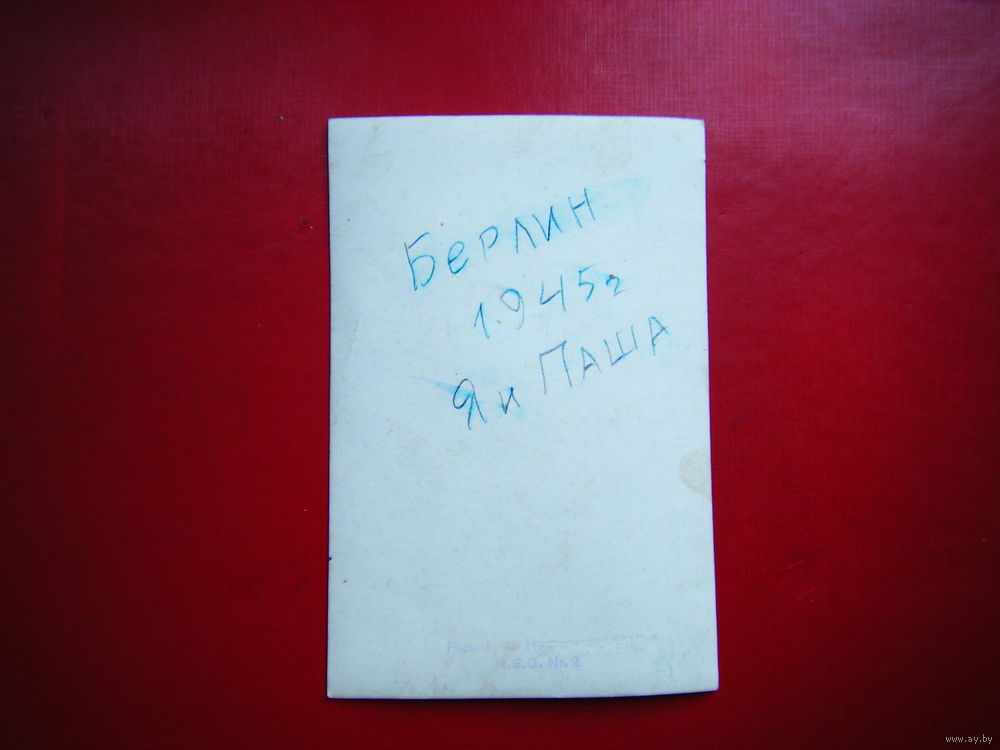 Берлин
1945г
Я и Паша
R.E.G. Nr. 2
www.ay.by